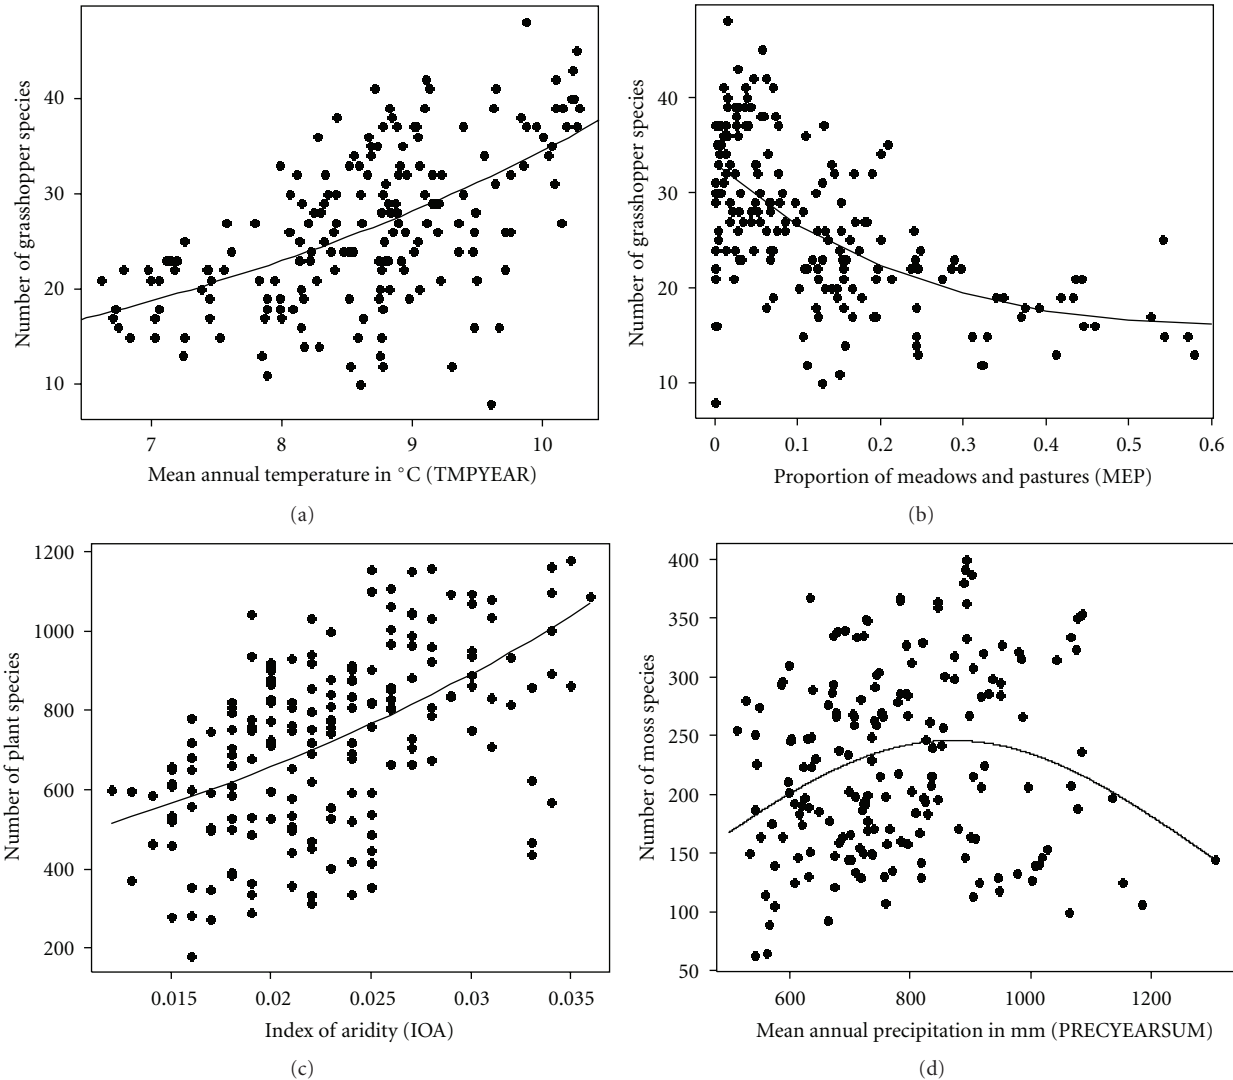 Number of grasshopper species
40
30
20
10
7 8 9 10
Mean annual temperature in °C (TMPYEAR)
(a)
Number of grasshopper species
40
30
20
10
0 0.1 0.2 0.3 0.4 0.5 0.6
Proportion of meadows and pastures (MEP)
(b)
Number of plant species
1200
1000
800
600
400
200
0.015 0.02 0.025 0.03 0.035
Index of aridity (IOA)
(c)
Number of moss species
400
350
300
250
200
150
100
50
600 800 1000 1200
Mean annual precipitation in mm (PRECYEARSUM)
(d)